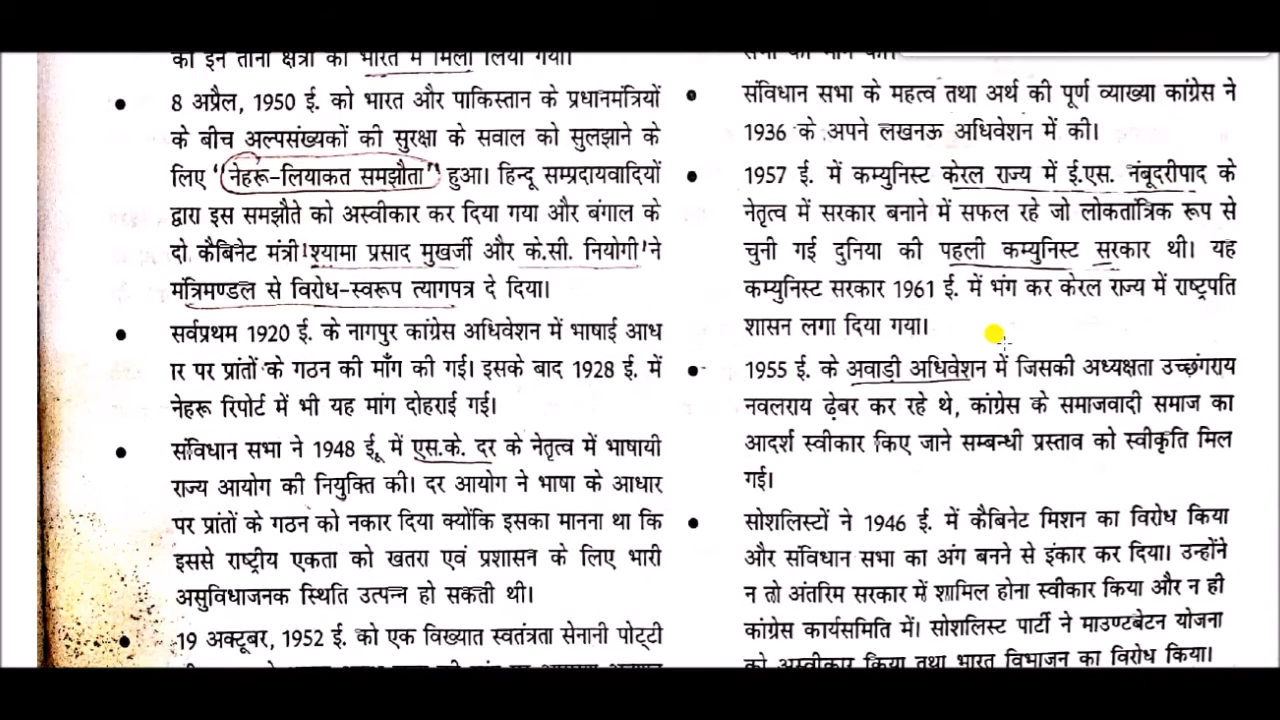 को इन तीनों क्षेत्रों को भारत में मिला लिया गया।
8 अप्रैल, 1950 ई. को भारत और पाकिस्तान के प्रधानमंत्रियों
के बीच अल्पसंख्यकों की सुरक्षा के सवाल को सुलझाने के
लिए "नेहरू-लियाकत समझौता" हुआ। हिन्दू सम्प्रदायवादियों
द्वारा इस समझौते को अस्वीकार कर दिया गया और बंगाल के
दो कैबिनेट मंत्री 'श्यामा प्रसाद मुखर्जी और के.सी. नियोगी' ने
मंत्रिमण्डल से विरोध-स्वरूप त्यागपत्र दे दिया।
सर्वप्रथम 1920 ई. के नागपुर कांग्रेस अधिवेशन में भाषाई आध
ार पर प्रांतों के गठन की माँग की गई। इसके बाद 1928 ई. में
नेहरू रिपोर्ट में भी यह मांग दोहराई गई।
संविधान सभा ने 1948 ई. में एस.के. दर के नेतृत्व में भाषायी
राज्य आयोग की नियुक्ति की। दर आयोग ने भाषा के आधार
पर प्रांतों के गठन को नकार दिया क्योंकि इसका मानना था कि
इससे राष्ट्रीय एकता को खतरा एवं प्रशासन के लिए भारी
असुविधाजनक स्थिति उत्पन्न हो सकती थी।
19 अक्टूबर, 1952 ई. को एक विख्यात स्वतंत्रता सेनानी पोट्टी
संविधान सभा के महत्व तथा अर्थ की पूर्ण व्याख्या कांग्रेस ने
1936 के अपने लखनऊ अधिवेशन में की।
1957 ई. में कम्युनिस्ट केरल राज्य में ई.एस. नंबूदरीपाद के
नेतृत्व में सरकार बनाने में सफल रहे जो लोकतांत्रिक रूप से
चुनी गई दुनिया की पहली कम्युनिस्ट सरकार थी। यह
कम्युनिस्ट सरकार 1961 ई. में भंग कर केरल राज्य में राष्ट्रपति
शासन लगा दिया गया।
1955 ई. के अवाड़ी अधिवेशन में जिसकी अध्यक्षता उच्छंगराय
नवलराय ढ़ेबर कर रहे थे, कांग्रेस के समाजवादी समाज का
आदर्श स्वीकार किए जाने सम्बन्धी प्रस्ताव को स्वीकृति मिल
गई।
सोशलिस्टों ने 1946 ई. में कैबिनेट मिशन का विरोध किया
और संविधान सभा का अंग बनने से इंकार कर दिया। उन्होंने
न तो अंतरिम सरकार में शामिल होना स्वीकार किया और न ही
कांग्रेस कार्यसमिति में। सोशलिस्ट पार्टी ने माउण्टबेटन योजना
को अस्वीकार किया तथा भारत विभाजन का विरोध किया।